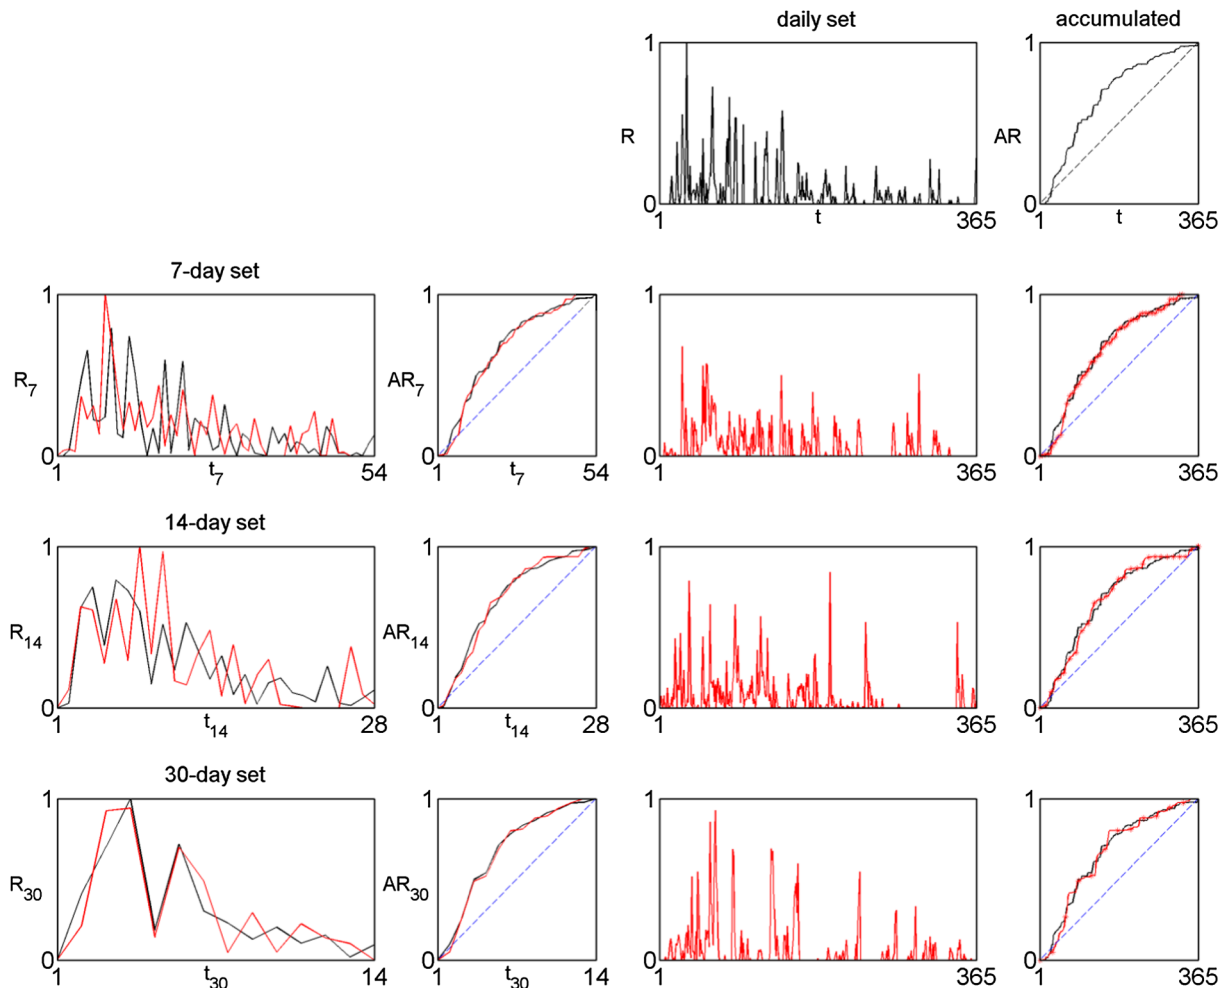 daily set accumulated
1 1
R AR
0 0
1 t 365 1 t 365
7-day set
1 1 1 1
R7 AR7
0 0 0 0
1 t7 54 1 t7 54 1 365 1 365
14-day set
1 1 1 1
R14 AR14
0 0 0 0
1 t14 28 1 t14 28 1 365 1 365
30-day set
1 1 1 1
R30 AR30
0 0 0 0
1 t30 14 1 t30 14 1 365 1 365